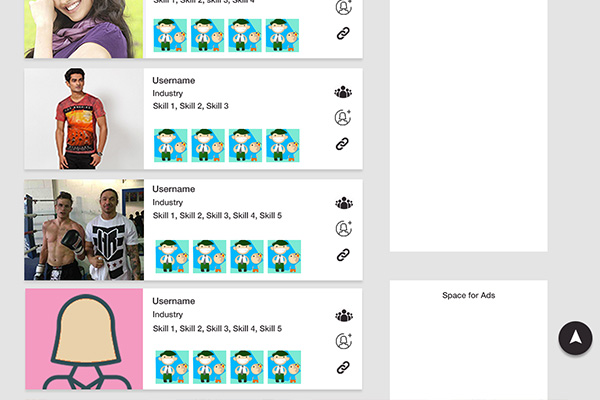 Skill 1, Skill 2, skill 3, Skill 4
Username
Industry
Skill 1, Skill 2, Skill 3
Username
Industry
Skill 1, Skill 2, Skill 3, Skill 4, Skill 5
Username
Industry
Skill 1, Skill 2, Skill 3, Skill 4, Skill 5
Space for Ads